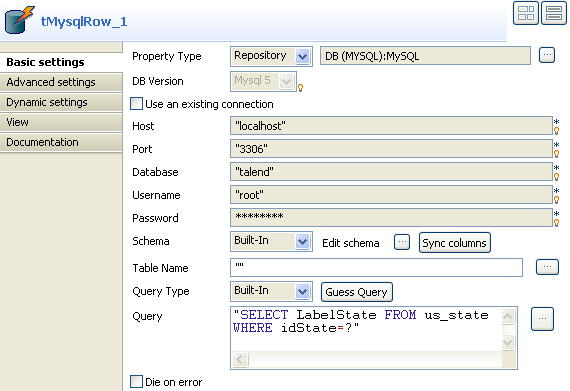 tMysqlRow_1
Basic settings
Advanced settings
Dynamic settings
View
Documentation
Property Type Repository DB (MYSQL):MySQL ...
DB Version Mysql 5
Use an existing connection
Host "localhost" *
Port "3306" *
Database "talend" *
Username "root" *
Password ******** *
Schema Built-In Edit schema ... Sync columns
Table Name "" ...
Query Type Built-In Guess Query
Query "SELECT LabelState FROM us_state ...
WHERE idState=?"
Die on error